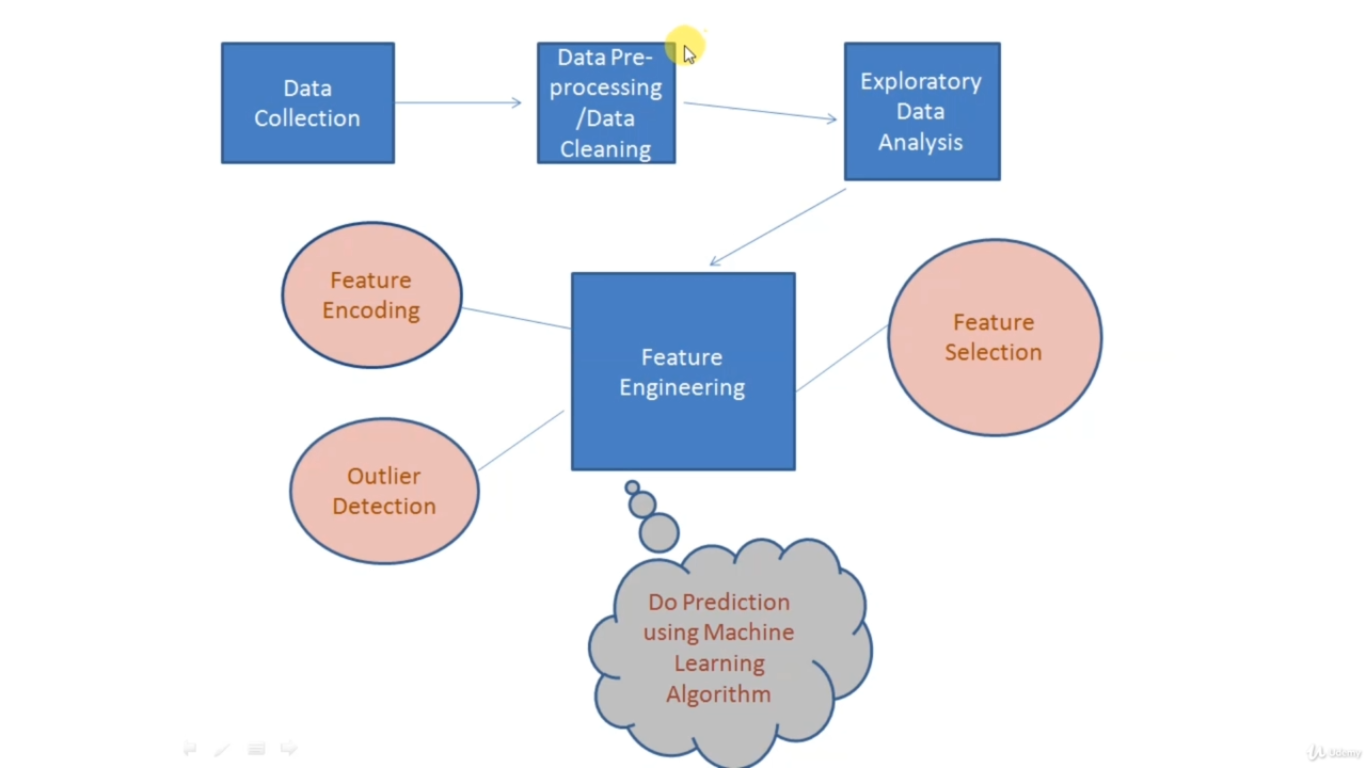 Data
Collection
Data Pre-
processing
/Data
Cleaning
Exploratory
Data
Analysis
Feature
Encoding
Feature
Engineering
Feature
Selection
Outlier
Detection
Do Prediction
using Machine
Learning
Algorithm
Udemy